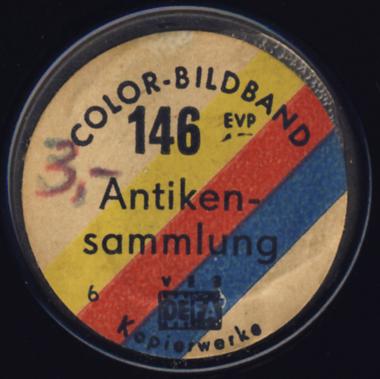 COLOR-BILDBAND
146 EVP
3,-
Antiken-
sammlung
6
VEB
DEFA
Kopierwerke